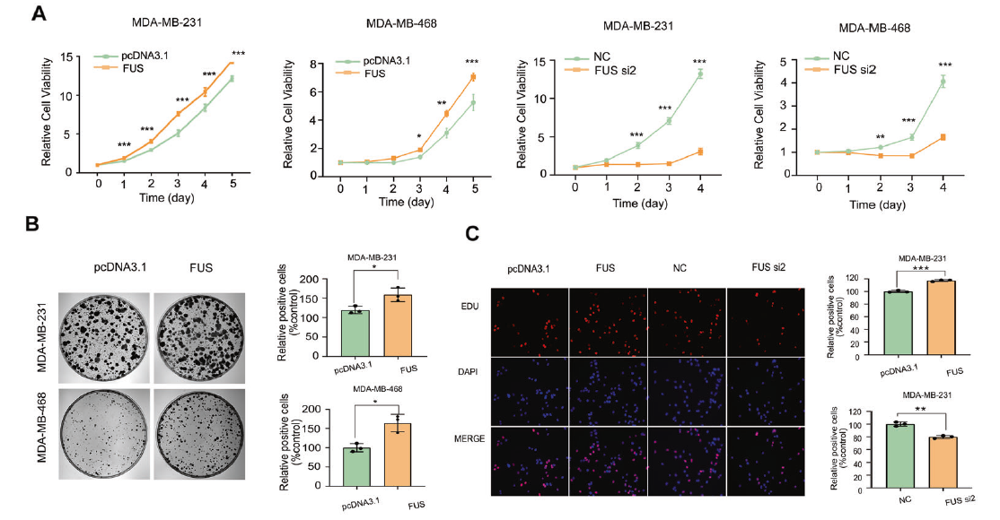 A
MDA-MB-231
pcDNA3.1
FUS
Relative Cell Viability
15
10
5
0
***
***
***
***
***
0 1 2 3 4 5
Time (day)
MDA-MB-468
pcDNA3.1
FUS
Relative Cell Viability
8
6
4
2
0
*
**
***
0 1 2 3 4 5
Time (day)
MDA-MB-231
NC
FUS si2
Relative Cell Viability
15
10
5
0
***
***
***
0 1 2 3 4
Time (day)
MDA-MB-468
NC
FUS si2
Relative Cell Viability
5
4
3
2
1
0
**
***
***
0 1 2 3 4
Time (day)
B
pcDNA3.1 FUS
MDA-MB-231
MDA-MB-468
MDA-MB-231
*
Relative positive cells
(%control)
200
150
100
50
0
pcDNA3.1 FUS
MDA-MB-468
*
Relative positive cells
(%control)
200
150
100
50
0
pcDNA3.1 FUS
C
pcDNA3.1 FUS NC FUS si2
EDU
DAPI
MERGE
MDA-MB-231
***
Relative positive cells
(%control)
120
100
80
60
40
20
0
pcDNA3.1 FUS
MDA-MB-231
**
Relative positive cells
(%control)
120
100
80
60
40
20
0
NC FUS si2